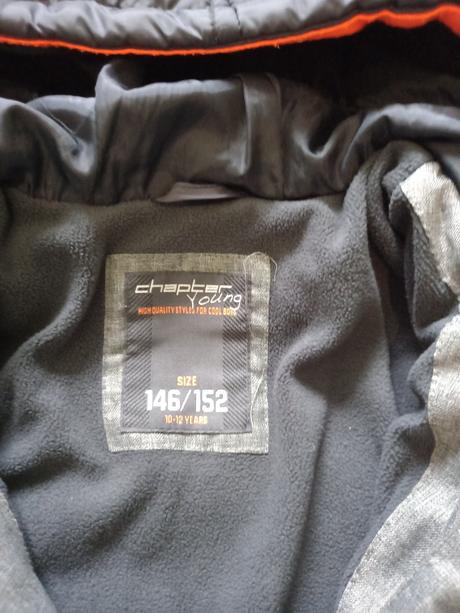 chapter
young
HIGH QUALITY STYLES FOR COOL BOYS
SIZE
146/152
10-12 YEARS